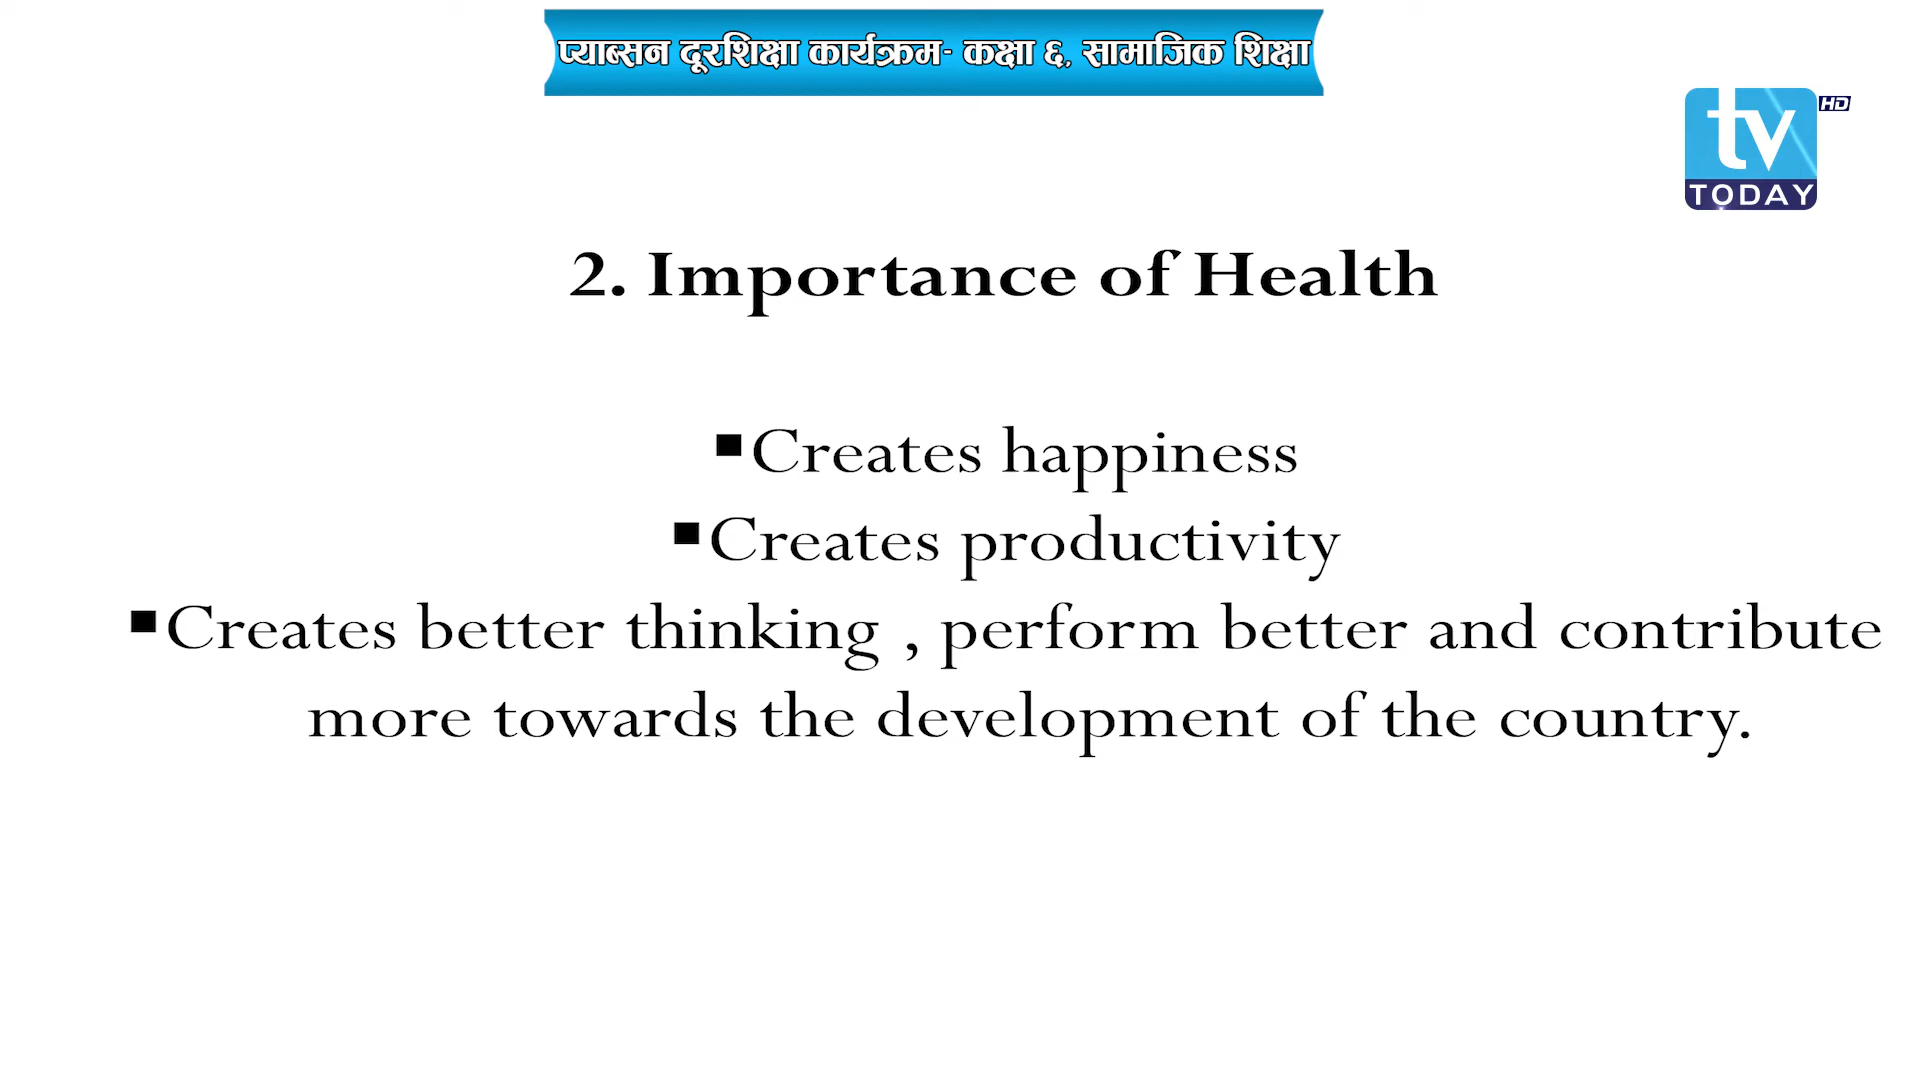 प्याब्सन दूरशिक्षा कार्यक्रम- कक्षा ६, सामाजिक शिक्षा
tv HD
TODAY
2. Importance of Health
▪Creates happiness
▪Creates productivity
▪Creates better thinking , perform better and contribute
more towards the development of the country.